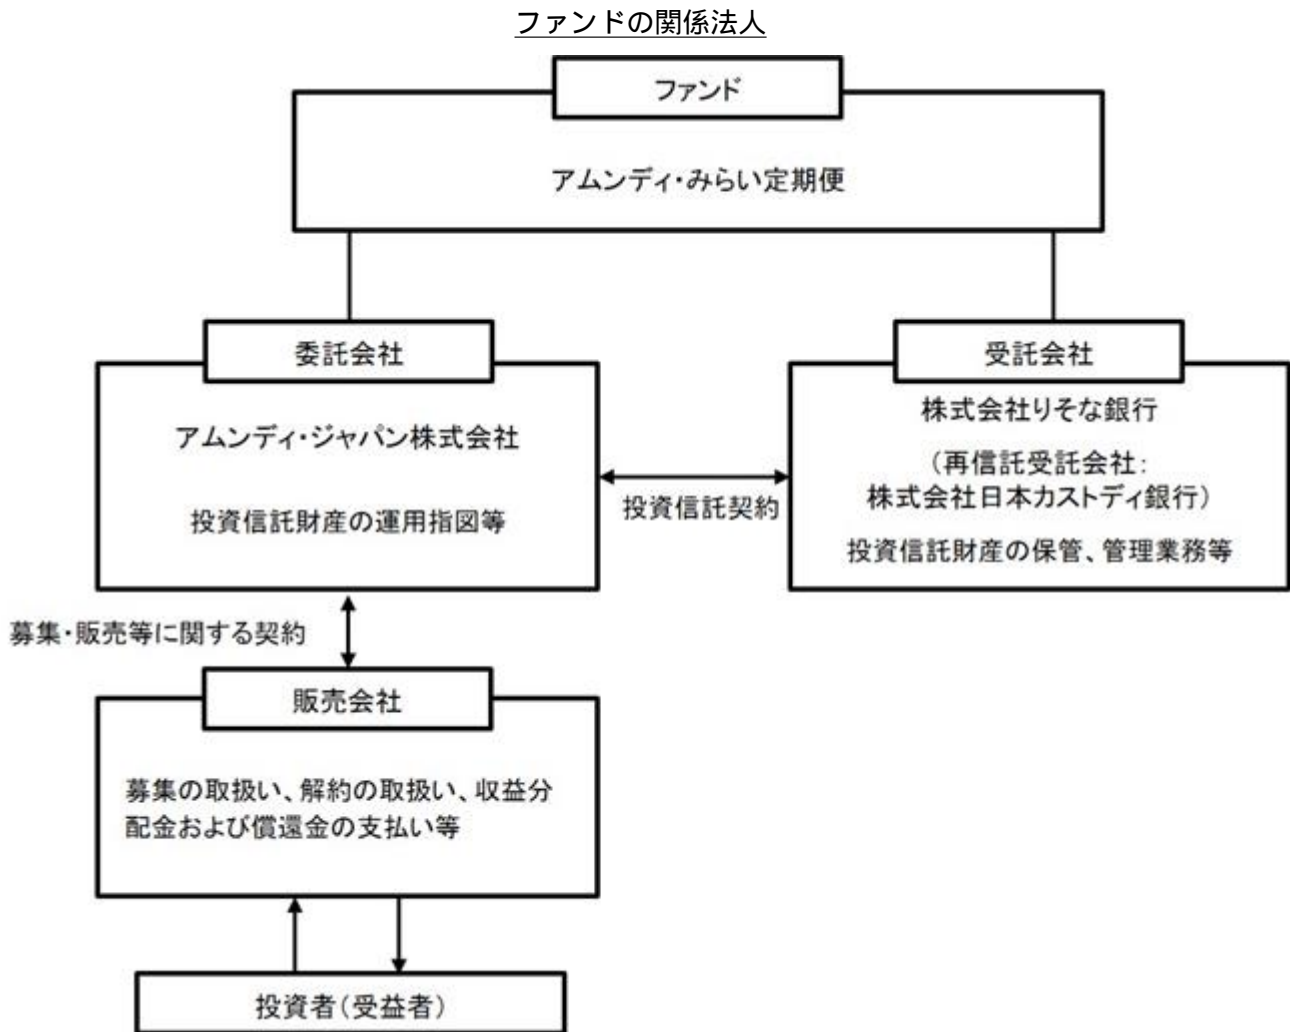 ファンドの関係法人
ファンド
アムンディ・みらい定期便
委託会社
アムンディ・ジャパン株式会社
投資信託財産の運用指図等
投資信託契約
受託会社
株式会社りそな銀行
（再信託受託会社：
株式会社日本カストディ銀行）
投資信託財産の保管、管理業務等
募集・販売等に関する契約
販売会社
募集の取扱い、解約の取扱い、収益分
配金および償還金の支払い等
投資者（受益者）